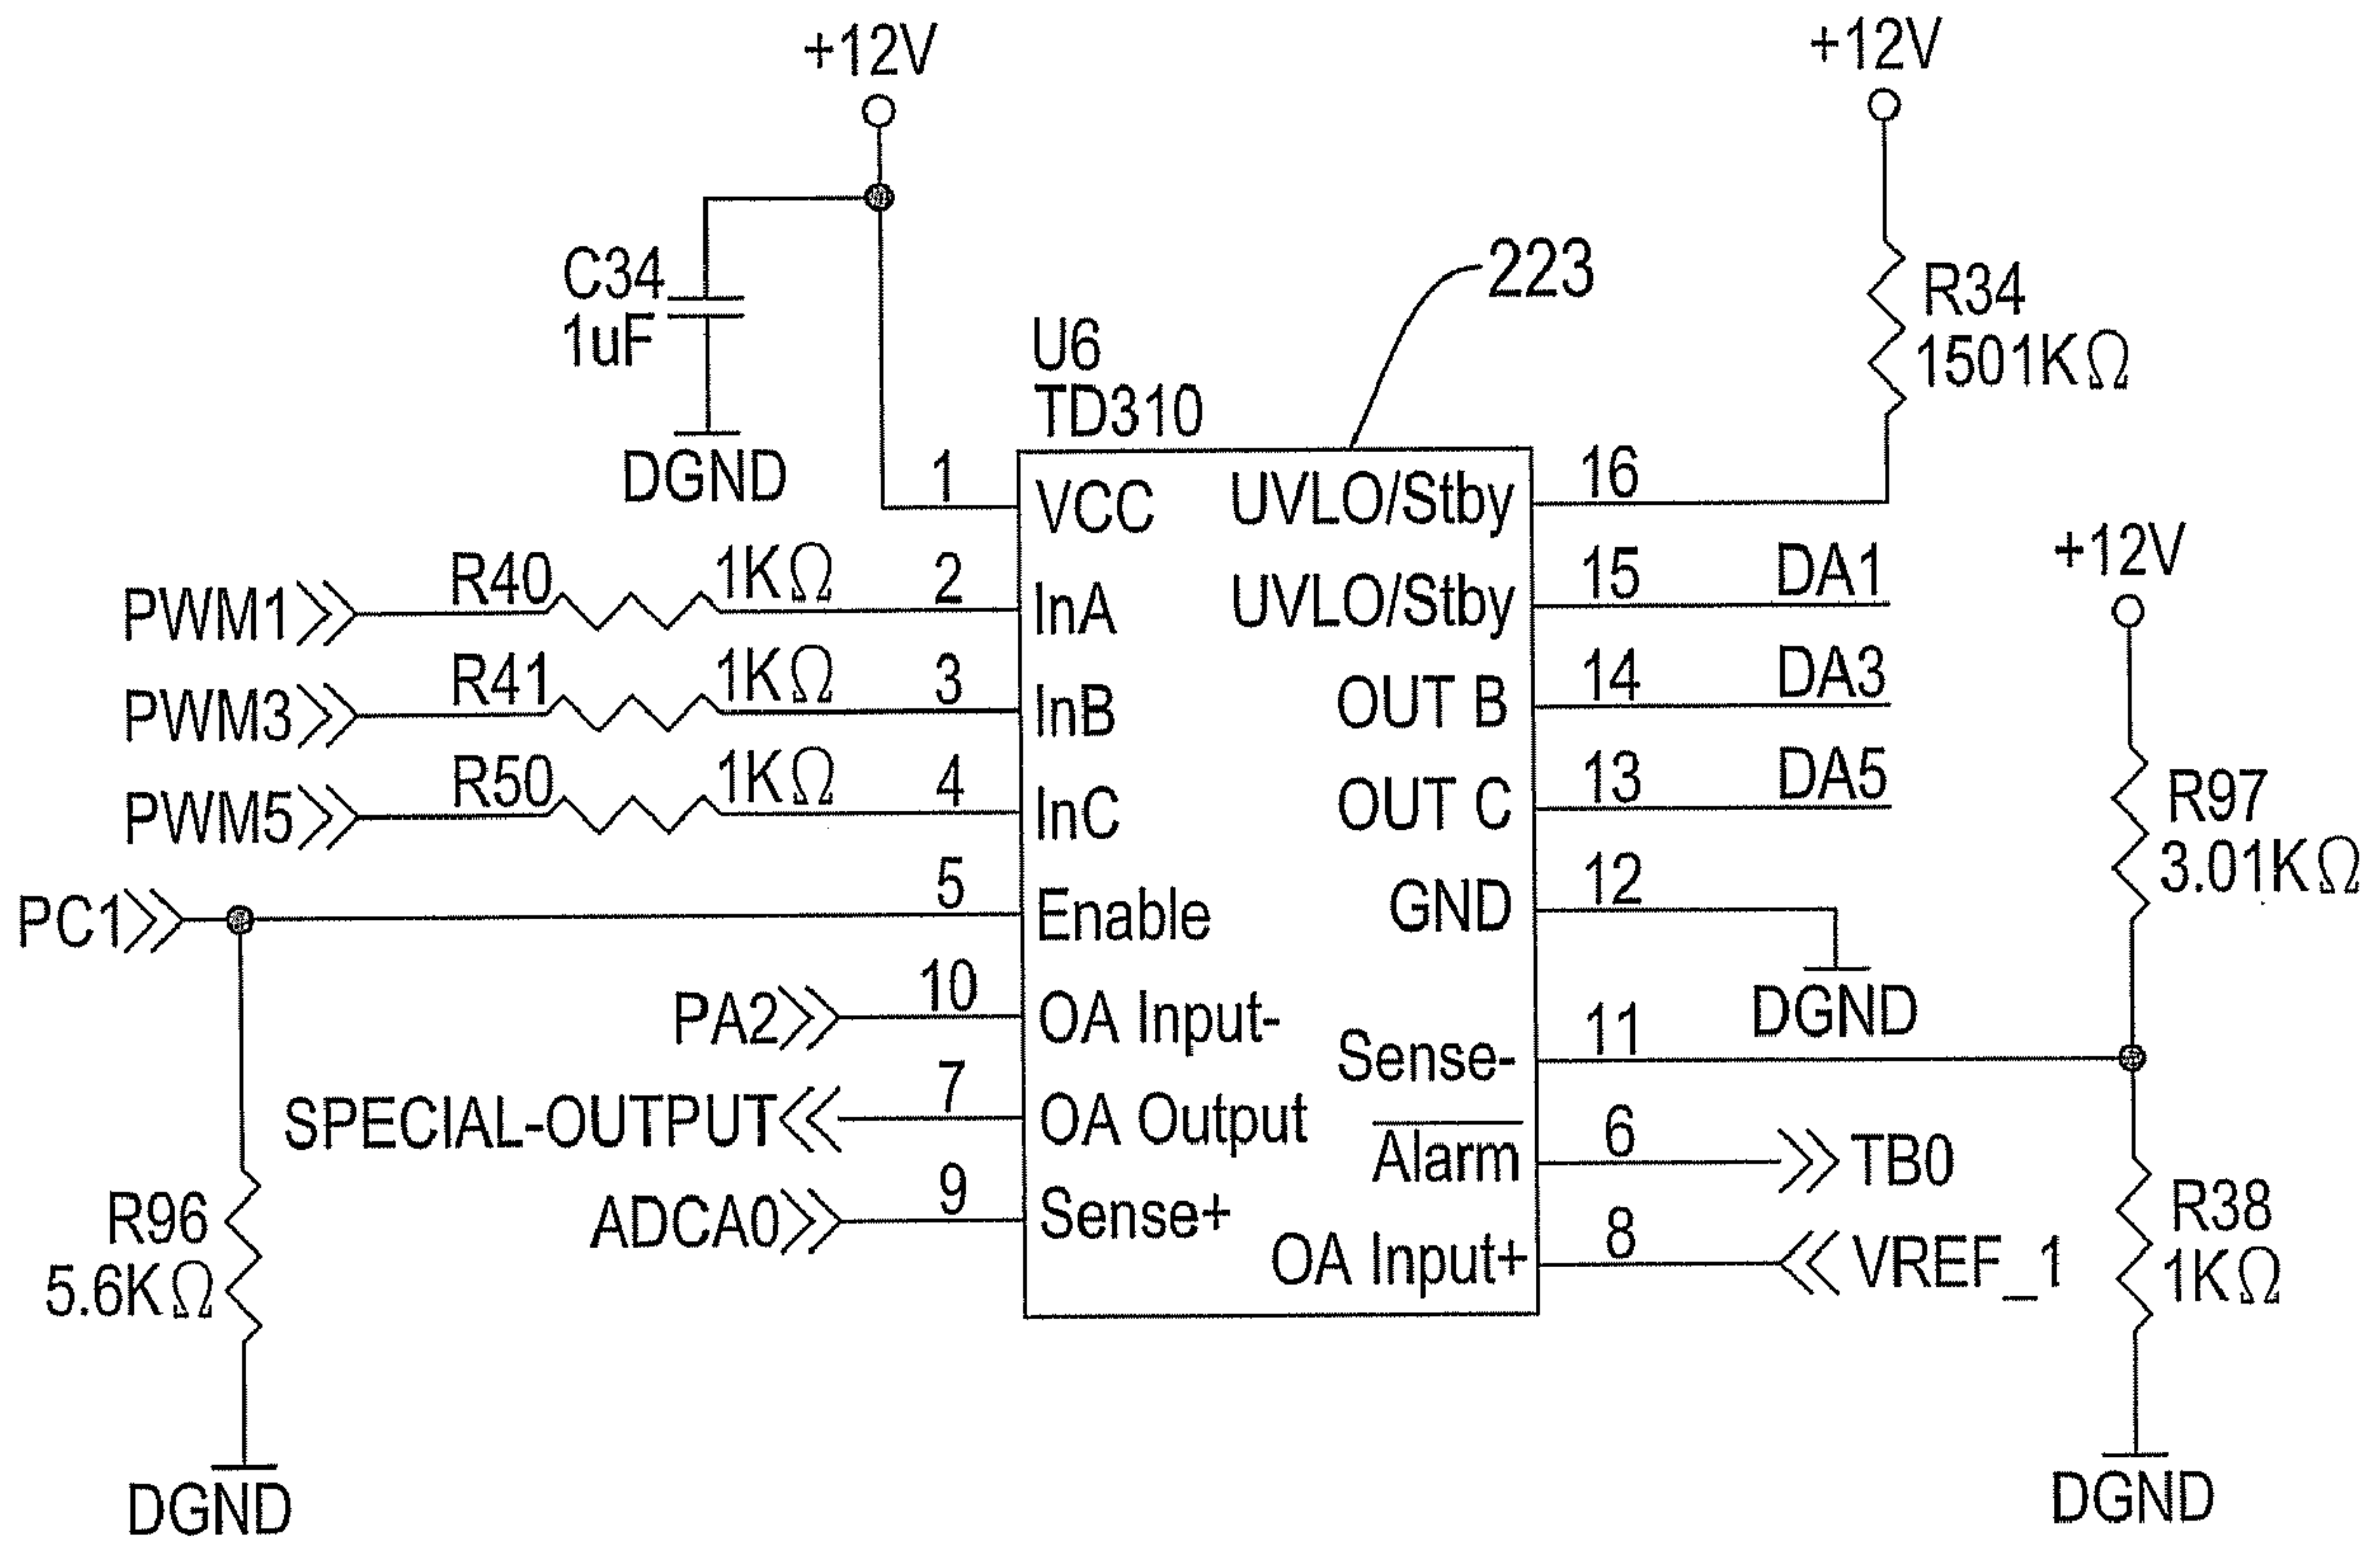 +12V
+12V
C34
1uF
DGND
223
R34
1501KΩ
U6
TD310
1
VCC
UVLO/Stby
16
PWM1
R40
1KΩ
2
InA
UVLO/Stby
15
DA1
+12V
PWM3
R41
1KΩ
3
InB
OUT B
14
DA3
PWM5
R50
1KΩ
4
InC
OUT C
13
DA5
R97
3.01KΩ
PC1
5
Enable
GND
12
DGND
PA2
10
OA Input-
Sense-
11
SPECIAL-OUTPUT
7
OA Output
Alarm
6
TB0
ADCA0
9
Sense+
OA Input+
8
VREF_1
R96
5.6KΩ
R38
1KΩ
DGND
DGND